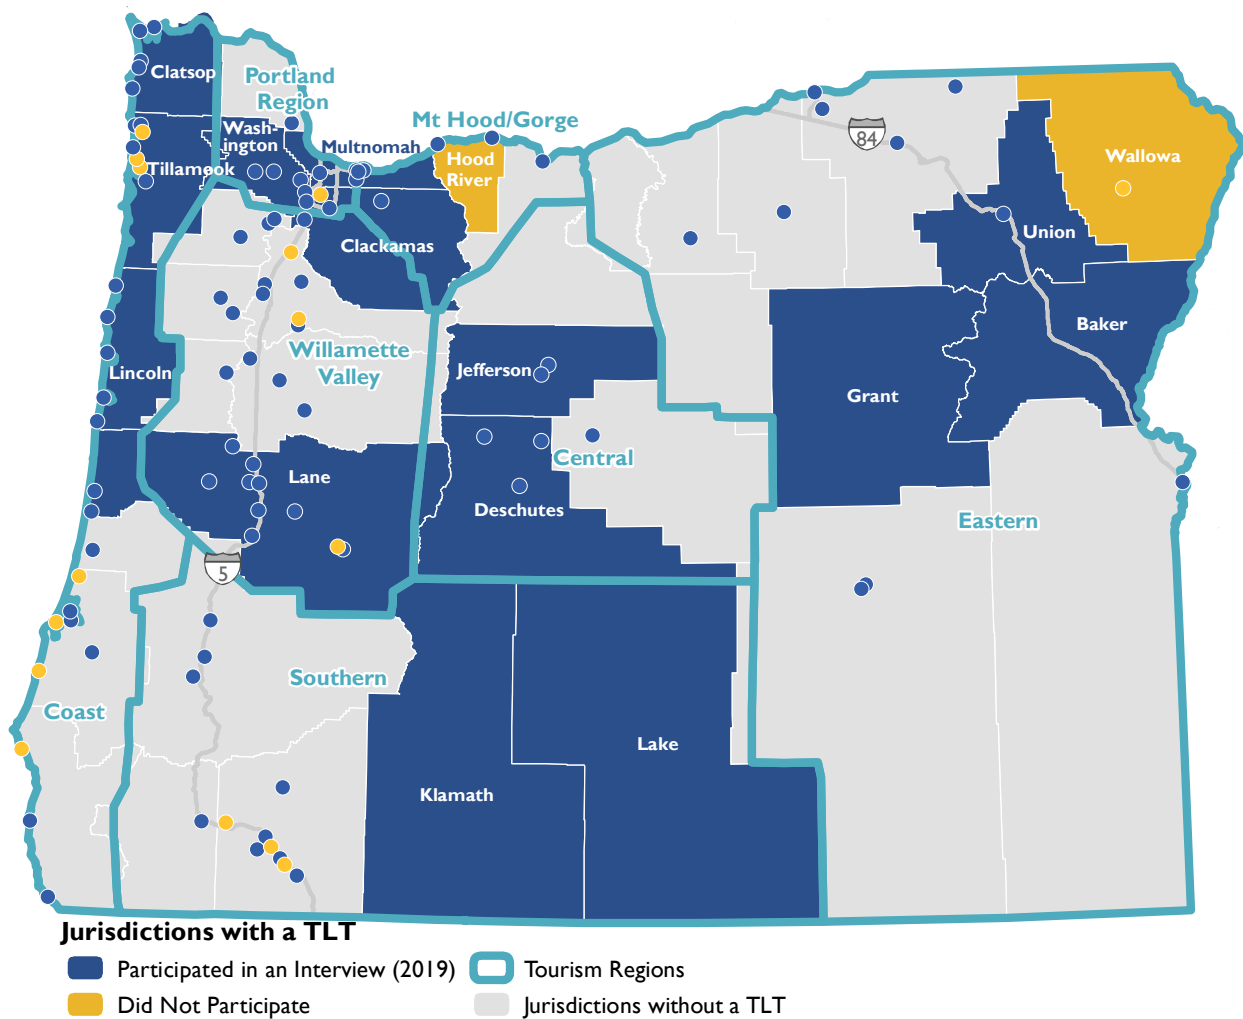 Clatsop
Portland
Region
Mt Hood/Gorge
Wash-
ington
Multnomah
84
Hood
River
Wallowa
Tillamook
Union
Clackamas
Baker
Willamette
Valley
Lincoln
Jefferson
Grant
Central
Lane
Deschutes
Eastern
5
Southern
Coast
Lake
Klamath
Jurisdictions with a TLT
Participated in an Interview (2019)
Tourism Regions
Did Not Participate
Jurisdictions without a TLT